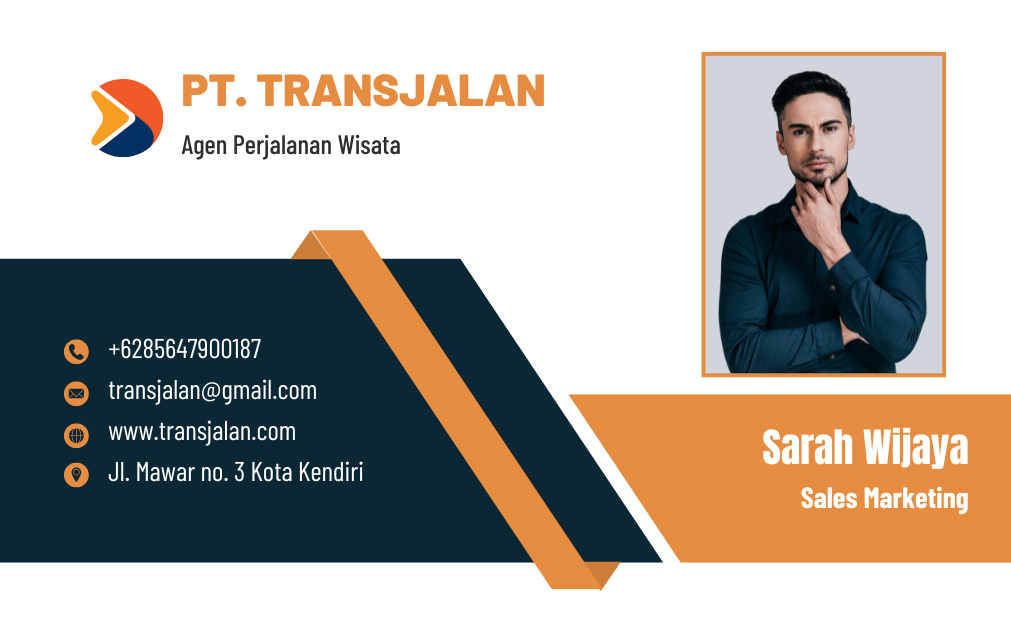 PT. TRANSJALAN
Agen Perjalanan Wisata
+6285647900187
transjalan@gmail.com
www.transjalan.com
Jl. Mawar no. 3 Kota Kendiri
Sarah Wijaya
Sales Marketing